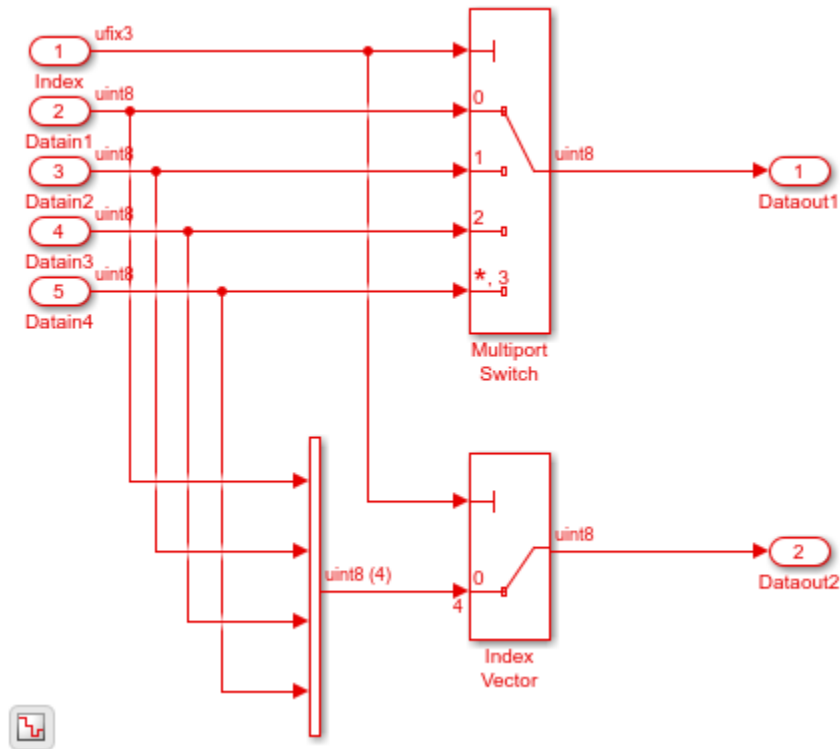 ufix3
1
Index
uint8
0
2
Datain1
uint8
1
uint8
3
1
Datain2
Dataout1
uint8
2
4
Datain3
uint8
*, 3
5
Datain4
Multiport
Switch
uint8
2
uint8 (4)
0
Dataout2
4
Index
Vector